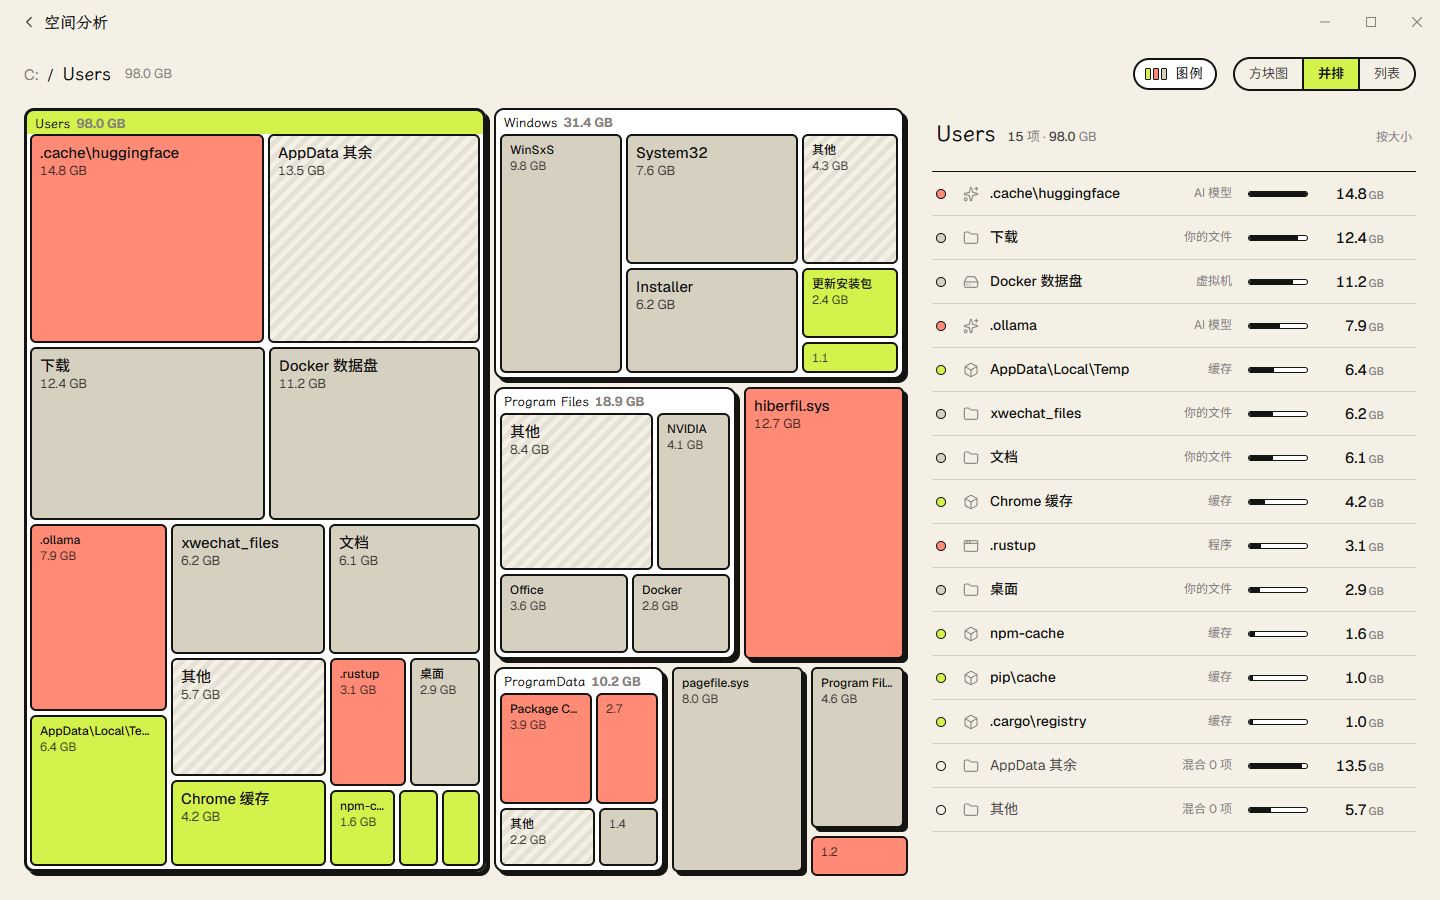 空间分析
C: / Users 98.0 GB
图例
方块图 并排 列表
Users 98.0 GB
.cache\huggingface
14.8 GB
AppData 其余
13.5 GB
下载
12.4 GB
Docker 数据盘
11.2 GB
.ollama
7.9 GB
xwechat_files
6.2 GB
文档
6.1 GB
AppData\Local\Te...
6.4 GB
其他
5.7 GB
.rustup
3.1 GB
桌面
2.9 GB
Chrome 缓存
4.2 GB
npm-c...
1.6 GB
Windows 31.4 GB
WinSxS
9.8 GB
System32
7.6 GB
其他
4.3 GB
Installer
6.2 GB
更新安装包
2.4 GB
1.1
Program Files 18.9 GB
其他
8.4 GB
NVIDIA
4.1 GB
Office
3.6 GB
Docker
2.8 GB
hiberfil.sys
12.7 GB
ProgramData 10.2 GB
Package C...
3.9 GB
2.7
其他
2.2 GB
1.4
pagefile.sys
8.0 GB
Program Fil...
4.6 GB
1.2
Users 15 项 · 98.0 GB 按大小
.cache\huggingface AI 模型 14.8 GB
下载 你的文件 12.4 GB
Docker 数据盘 虚拟机 11.2 GB
.ollama AI 模型 7.9 GB
AppData\Local\Temp 缓存 6.4 GB
xwechat_files 你的文件 6.2 GB
文档 你的文件 6.1 GB
Chrome 缓存 缓存 4.2 GB
.rustup 程序 3.1 GB
桌面 你的文件 2.9 GB
npm-cache 缓存 1.6 GB
pip\cache 缓存 1.0 GB
.cargo\registry 缓存 1.0 GB
AppData 其余 混合 0 项 13.5 GB
其他 混合 0 项 5.7 GB